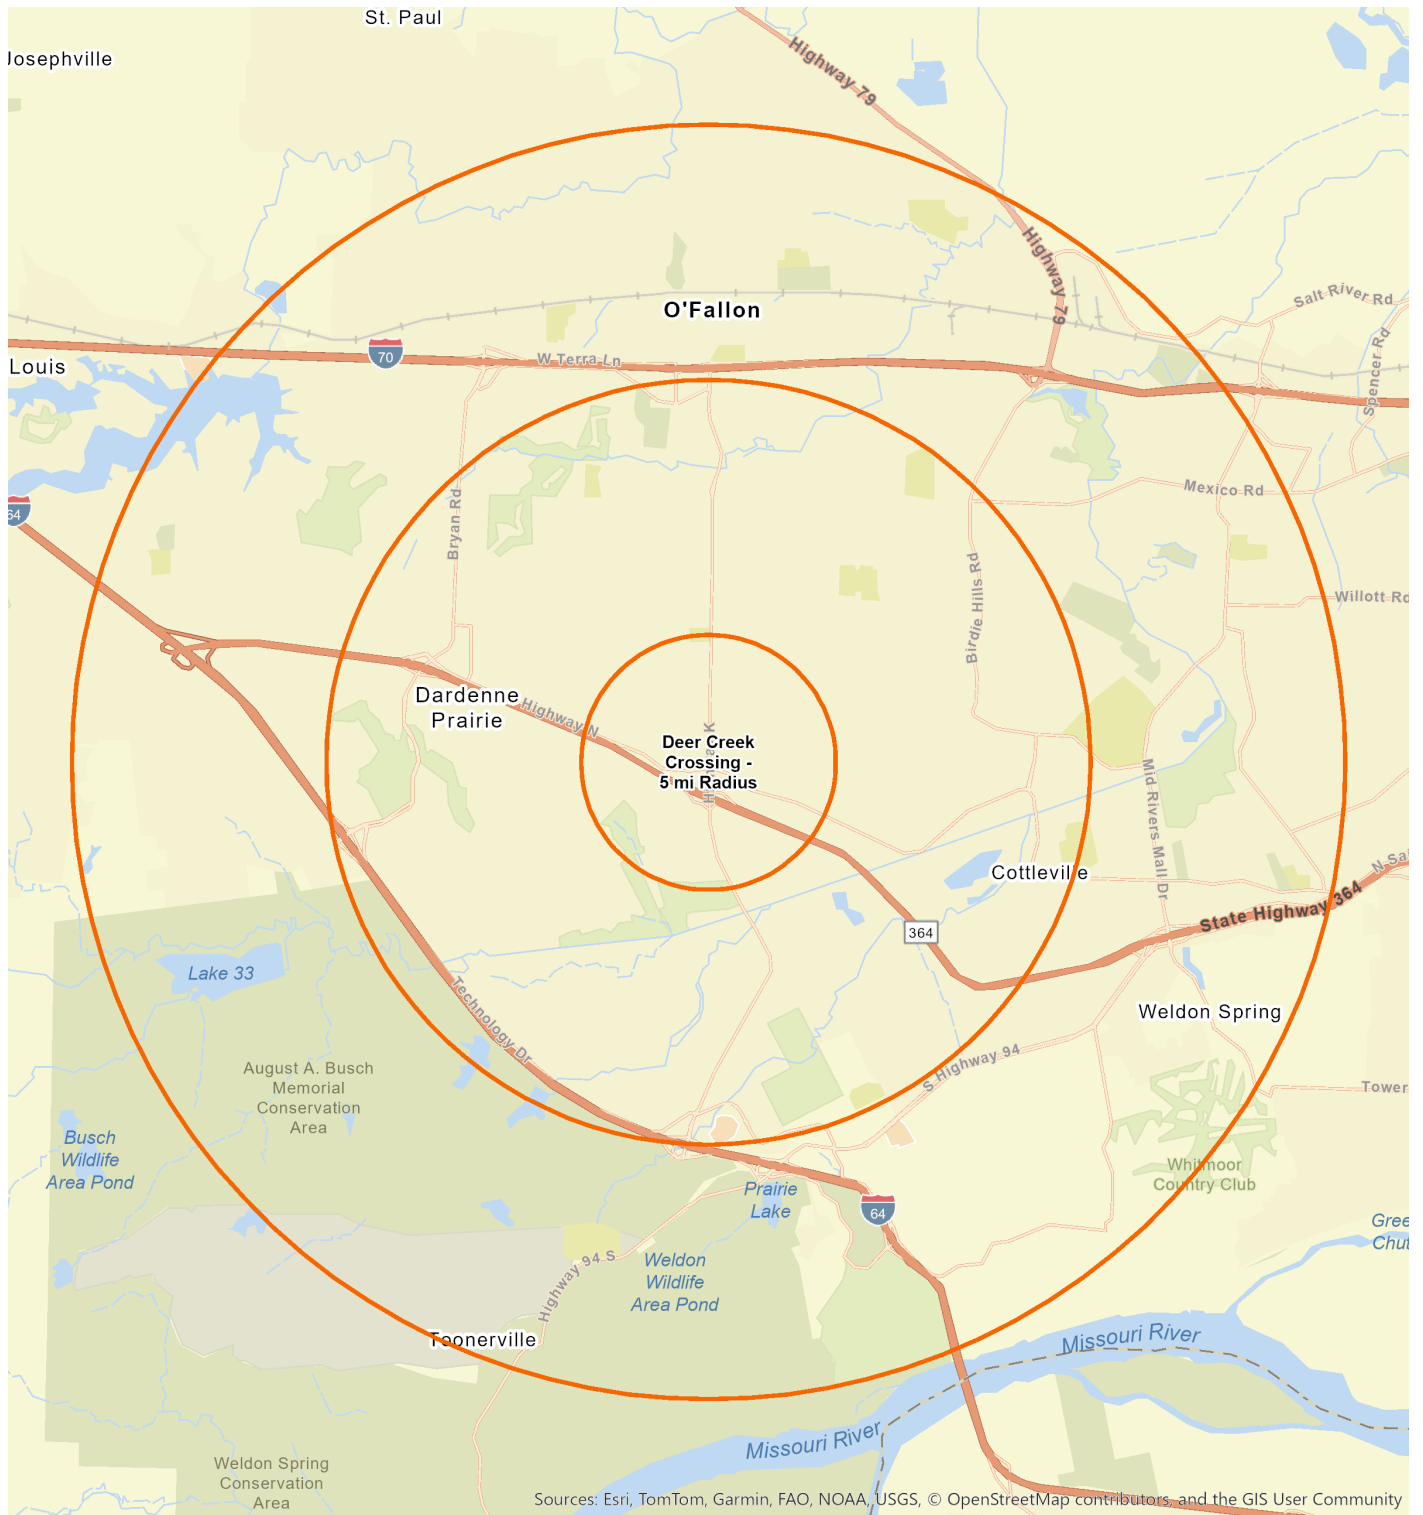 St. Paul
Josephville
Highway 79
Highway 79
O'Fallon
Salt River Rd
Spencer Rd
70
W Terra Ln
Louis
64
Bryan Rd
Mexico Rd
Birdie Hills Rd
Willott Rd
Dardenne
Prairie
Highway N
Deer Creek
Crossing -
5 mi Radius
Mid Rivers Mall Dr
Cottleville
State Highway 364
N Sai
364
Lake 33
Technology Dr
Weldon Spring
S Highway 94
August A. Busch
Memorial
Conservation
Area
Tower
Busch
Wildlife
Area Pond
Whitmoor
Country Club
Prairie
Lake
64
Gree
Chut
Weldon
Wildlife
Area Pond
Highway 94 S
Toonerville
Missouri River
Missouri River
Weldon Spring
Conservation
Area
Sources: Esri, TomTom, Garmin, FAO, NOAA, USGS, © OpenStreetMap contributors, and the GIS User Community